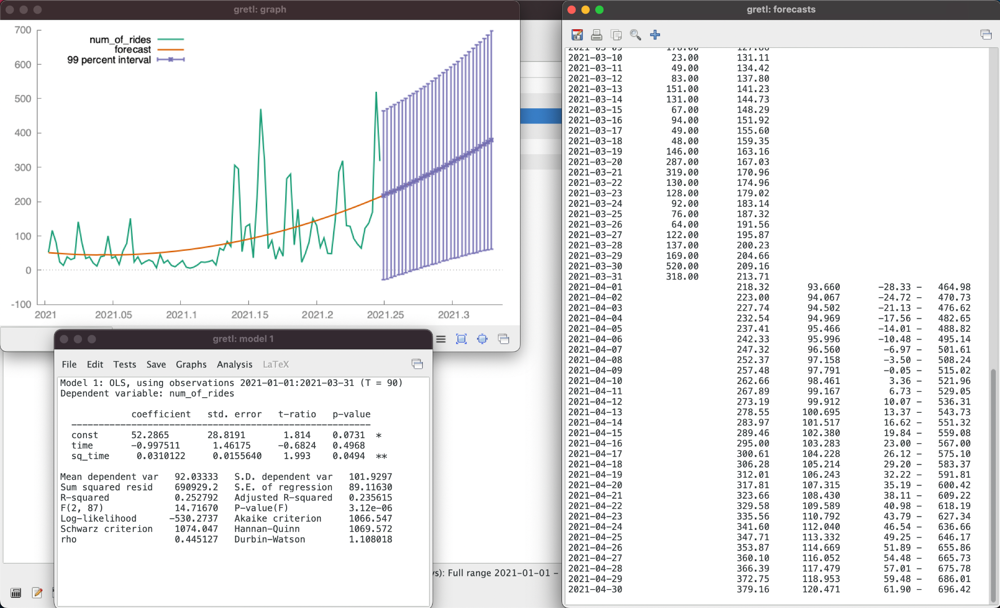 gretl: graph
700
600
500
400
300
200
100
0
-100
num_of_rides
forecast
99 percent interval
2021 2021.05 2021.1 2021.15 2021.2 2021.25 2021.3
gretl: model 1
File Edit Tests Save Graphs Analysis LaTeX
Model 1: OLS, using observations 2021-01-01:2021-03-31 (T = 90)
Dependent variable: num_of_rides
coefficient std. error t-ratio p-value
const 52.2865 28.8191 1.814 0.0731 *
time -0.997511 1.46175 -0.6824 0.4968
sq_time 0.0310122 0.0155640 1.993 0.0494 **
Mean dependent var 92.03333 S.D. dependent var 101.9297
Sum squared resid 690929.2 S.E. of regression 89.11630
R-squared 0.252792 Adjusted R-squared 0.235615
F(2, 87) 14.71670 P-value(F) 3.12e-06
Log-likelihood -530.2737 Akaike criterion 1066.547
Schwarz criterion 1074.047 Hannan-Quinn 1069.572
rho 0.445127 Durbin-Watson 1.108018
): Full range 2021-01-01 -
gretl: forecasts
2021-03-09 178.00 127.86
2021-03-10 23.00 131.11
2021-03-11 49.00 134.42
2021-03-12 83.00 137.80
2021-03-13 151.00 141.23
2021-03-14 131.00 144.73
2021-03-15 67.00 148.29
2021-03-16 94.00 151.92
2021-03-17 49.00 155.60
2021-03-18 48.00 159.35
2021-03-19 146.00 163.16
2021-03-20 287.00 167.03
2021-03-21 319.00 170.96
2021-03-22 130.00 174.96
2021-03-23 128.00 179.02
2021-03-24 92.00 183.14
2021-03-25 76.00 187.32
2021-03-26 64.00 191.56
2021-03-27 122.00 195.87
2021-03-28 137.00 200.23
2021-03-29 169.00 204.66
2021-03-30 520.00 209.16
2021-03-31 318.00 213.71
2021-04-01 218.32 93.660 -28.33 - 464.98
2021-04-02 223.00 94.067 -24.72 - 470.73
2021-04-03 227.74 94.502 -21.13 - 476.62
2021-04-04 232.54 94.969 -17.56 - 482.65
2021-04-05 237.41 95.466 -14.01 - 488.82
2021-04-06 242.33 95.996 -10.48 - 495.14
2021-04-07 247.32 96.560 -6.97 - 501.61
2021-04-08 252.37 97.158 -3.50 - 508.24
2021-04-09 257.48 97.791 -0.05 - 515.02
2021-04-10 262.66 98.461 3.36 - 521.96
2021-04-11 267.89 99.167 6.73 - 529.05
2021-04-12 273.19 99.912 10.07 - 536.31
2021-04-13 278.55 100.695 13.37 - 543.73
2021-04-14 283.97 101.517 16.62 - 551.32
2021-04-15 289.46 102.380 19.84 - 559.08
2021-04-16 295.00 103.283 23.00 - 567.00
2021-04-17 300.61 104.228 26.12 - 575.10
2021-04-18 306.28 105.214 29.20 - 583.37
2021-04-19 312.01 106.243 32.22 - 591.81
2021-04-20 317.81 107.315 35.19 - 600.42
2021-04-21 323.66 108.430 38.11 - 609.22
2021-04-22 329.58 109.589 40.98 - 618.19
2021-04-23 335.56 110.792 43.79 - 627.34
2021-04-24 341.60 112.040 46.54 - 636.66
2021-04-25 347.71 113.332 49.25 - 646.17
2021-04-26 353.87 114.669 51.89 - 655.86
2021-04-27 360.10 116.052 54.48 - 665.73
2021-04-28 366.39 117.479 57.01 - 675.78
2021-04-29 372.75 118.953 59.48 - 686.01
2021-04-30 379.16 120.471 61.90 - 696.42